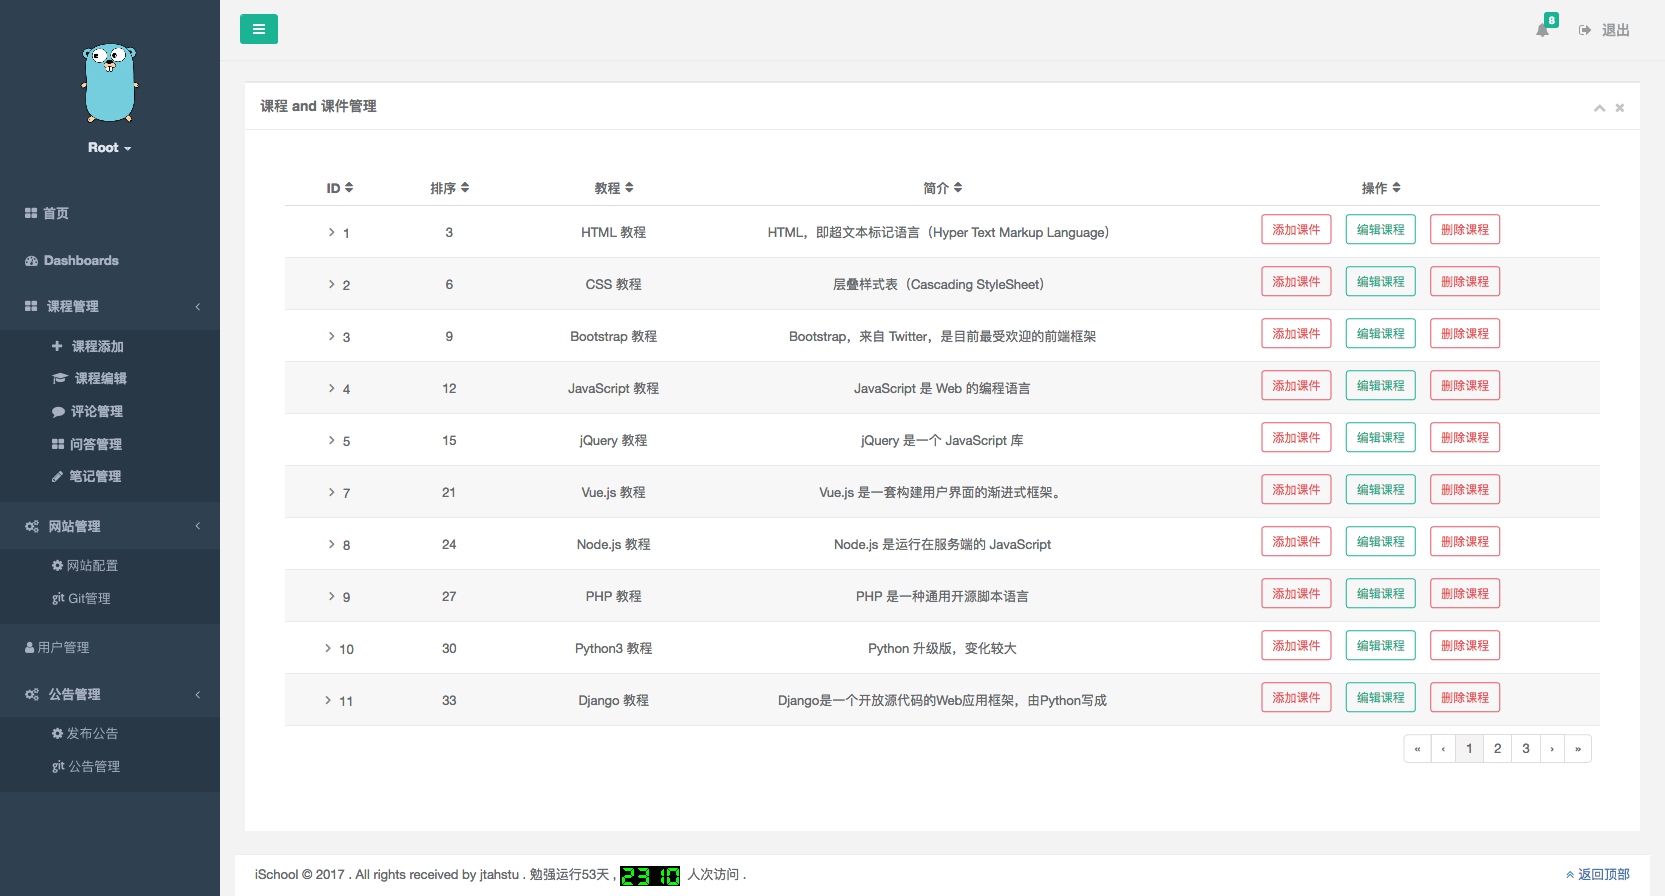 8
退出
Root
首页
Dashboards
课程管理
课程添加
课程编辑
评论管理
问答管理
笔记管理
网站管理
网站配置
git Git管理
用户管理
公告管理
发布公告
git 公告管理
课程 and 课件管理
ID 排序 教程 简介 操作
1 3 HTML 教程 HTML，即超文本标记语言（Hyper Text Markup Language） 添加课件 编辑课程 删除课程
2 6 CSS 教程 层叠样式表（Cascading StyleSheet） 添加课件 编辑课程 删除课程
3 9 Bootstrap 教程 Bootstrap，来自 Twitter，是目前最受欢迎的前端框架 添加课件 编辑课程 删除课程
4 12 JavaScript 教程 JavaScript 是 Web 的编程语言 添加课件 编辑课程 删除课程
5 15 jQuery 教程 jQuery 是一个 JavaScript 库 添加课件 编辑课程 删除课程
7 21 Vue.js 教程 Vue.js 是一套构建用户界面的渐进式框架。 添加课件 编辑课程 删除课程
8 24 Node.js 教程 Node.js 是运行在服务端的 JavaScript 添加课件 编辑课程 删除课程
9 27 PHP 教程 PHP 是一种通用开源脚本语言 添加课件 编辑课程 删除课程
10 30 Python3 教程 Python 升级版，变化较大 添加课件 编辑课程 删除课程
11 33 Django 教程 Django是一个开放源代码的Web应用框架，由Python写成 添加课件 编辑课程 删除课程
« ‹ 1 2 3 › »
iSchool © 2017 . All rights received by jtahstu . 勉强运行53天 , 2310 人次访问 .
返回顶部